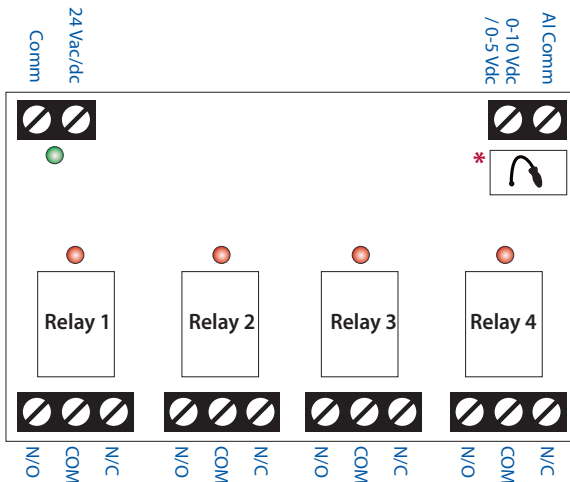 Comm
24 Vac/dc
0-10 Vdc
/ 0-5 Vdc
AI Comm
*
Relay 1
Relay 2
Relay 3
Relay 4
N/O
COM
N/C
N/O
COM
N/C
N/O
COM
N/C
N/O
COM
N/C